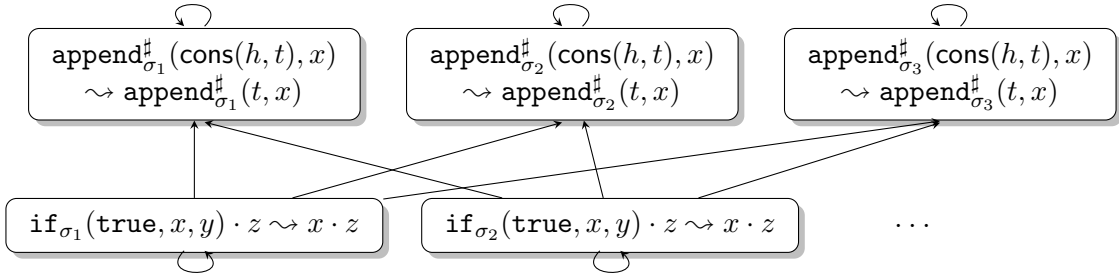 append♯σ1(cons(h, t), x)
⇝ append♯σ1(t, x)
append♯σ2(cons(h, t), x)
⇝ append♯σ2(t, x)
append♯σ3(cons(h, t), x)
⇝ append♯σ3(t, x)
ifσ1(true, x, y) · z ⇝ x · z
ifσ2(true, x, y) · z ⇝ x · z
· · ·